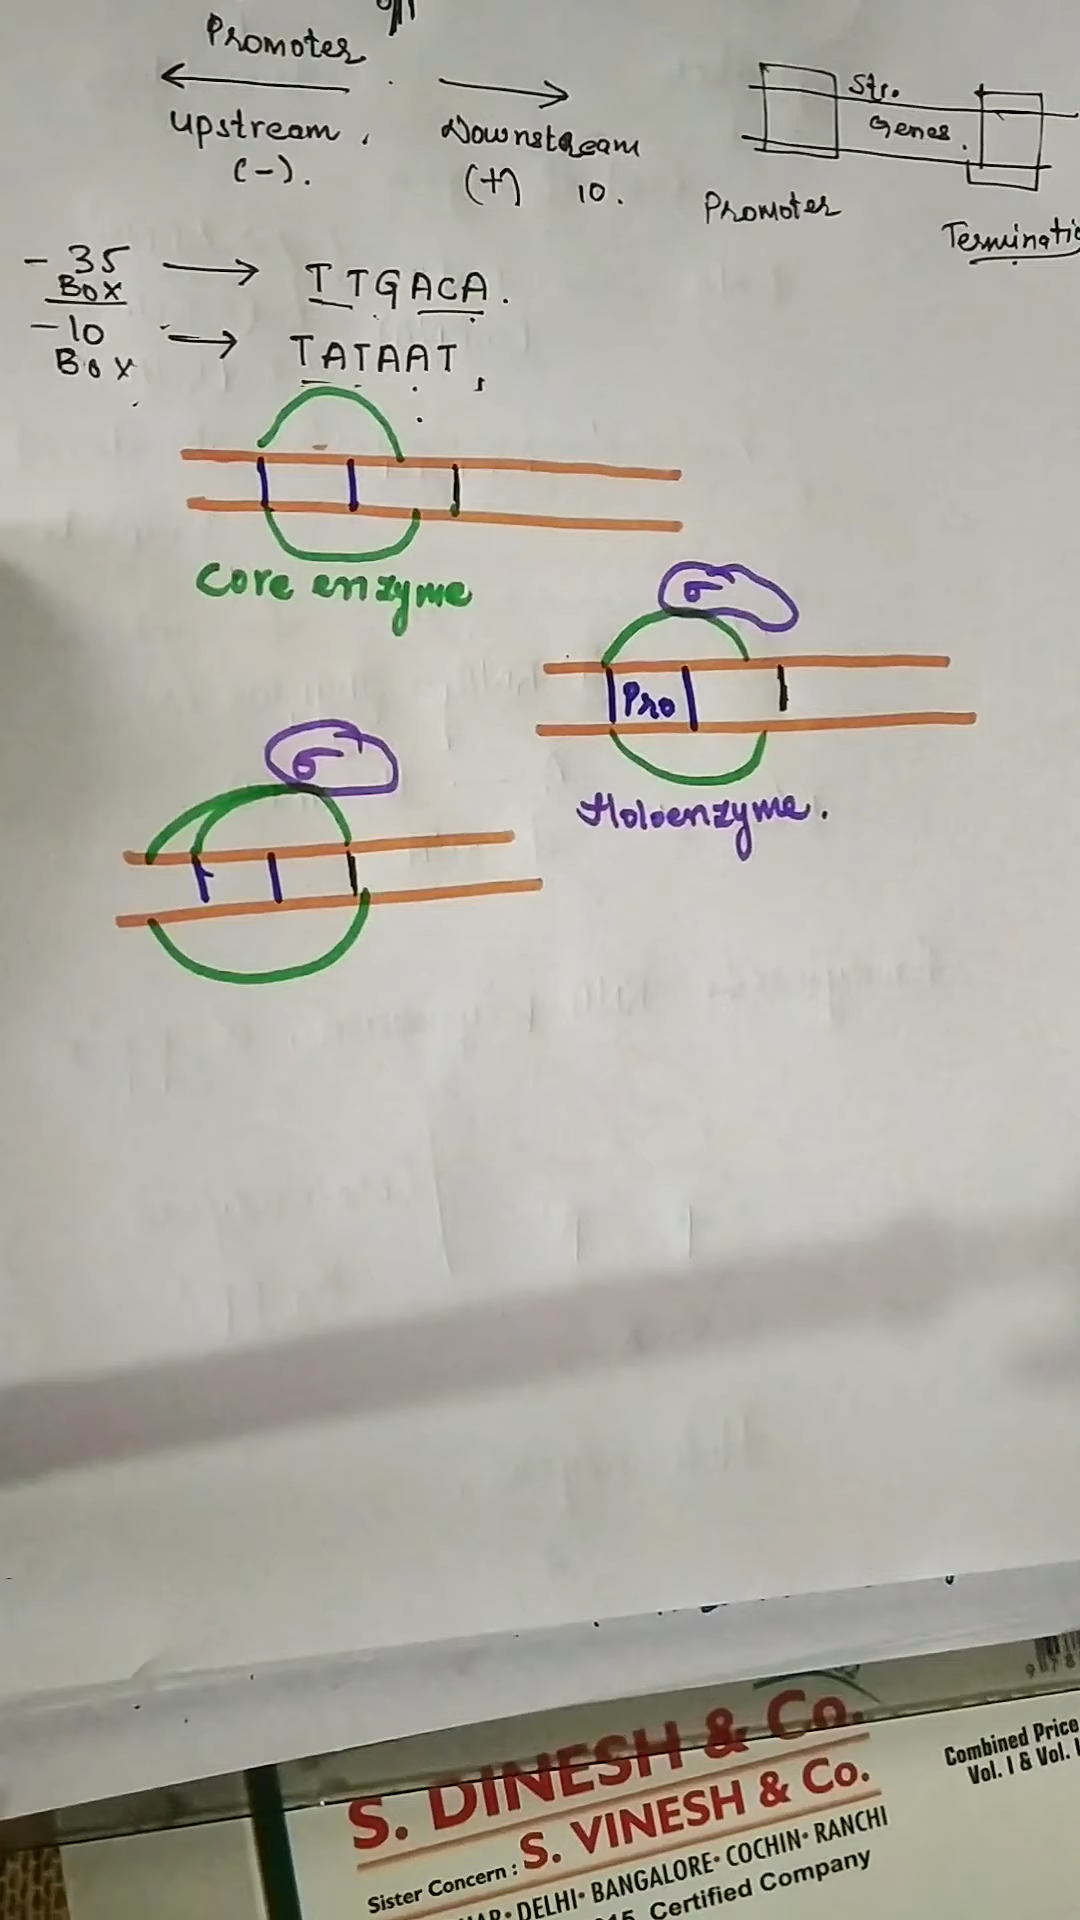 Promoter
upstream.
(-).
Downstream
(+) 10.
Str.
Genes.
Promoter
- 35
Box
TTGACA.
-10
Box
TATAAT,
Core enzyme
σ
Pro
Holoenzyme.
σ
S. DINESH & Co.
Sister Concern : S. VINESH & Co.
DELHI• BANGALORE• COCHIN• RANCHI
Certified Company
Combined Price
Vol. I & Vol. I